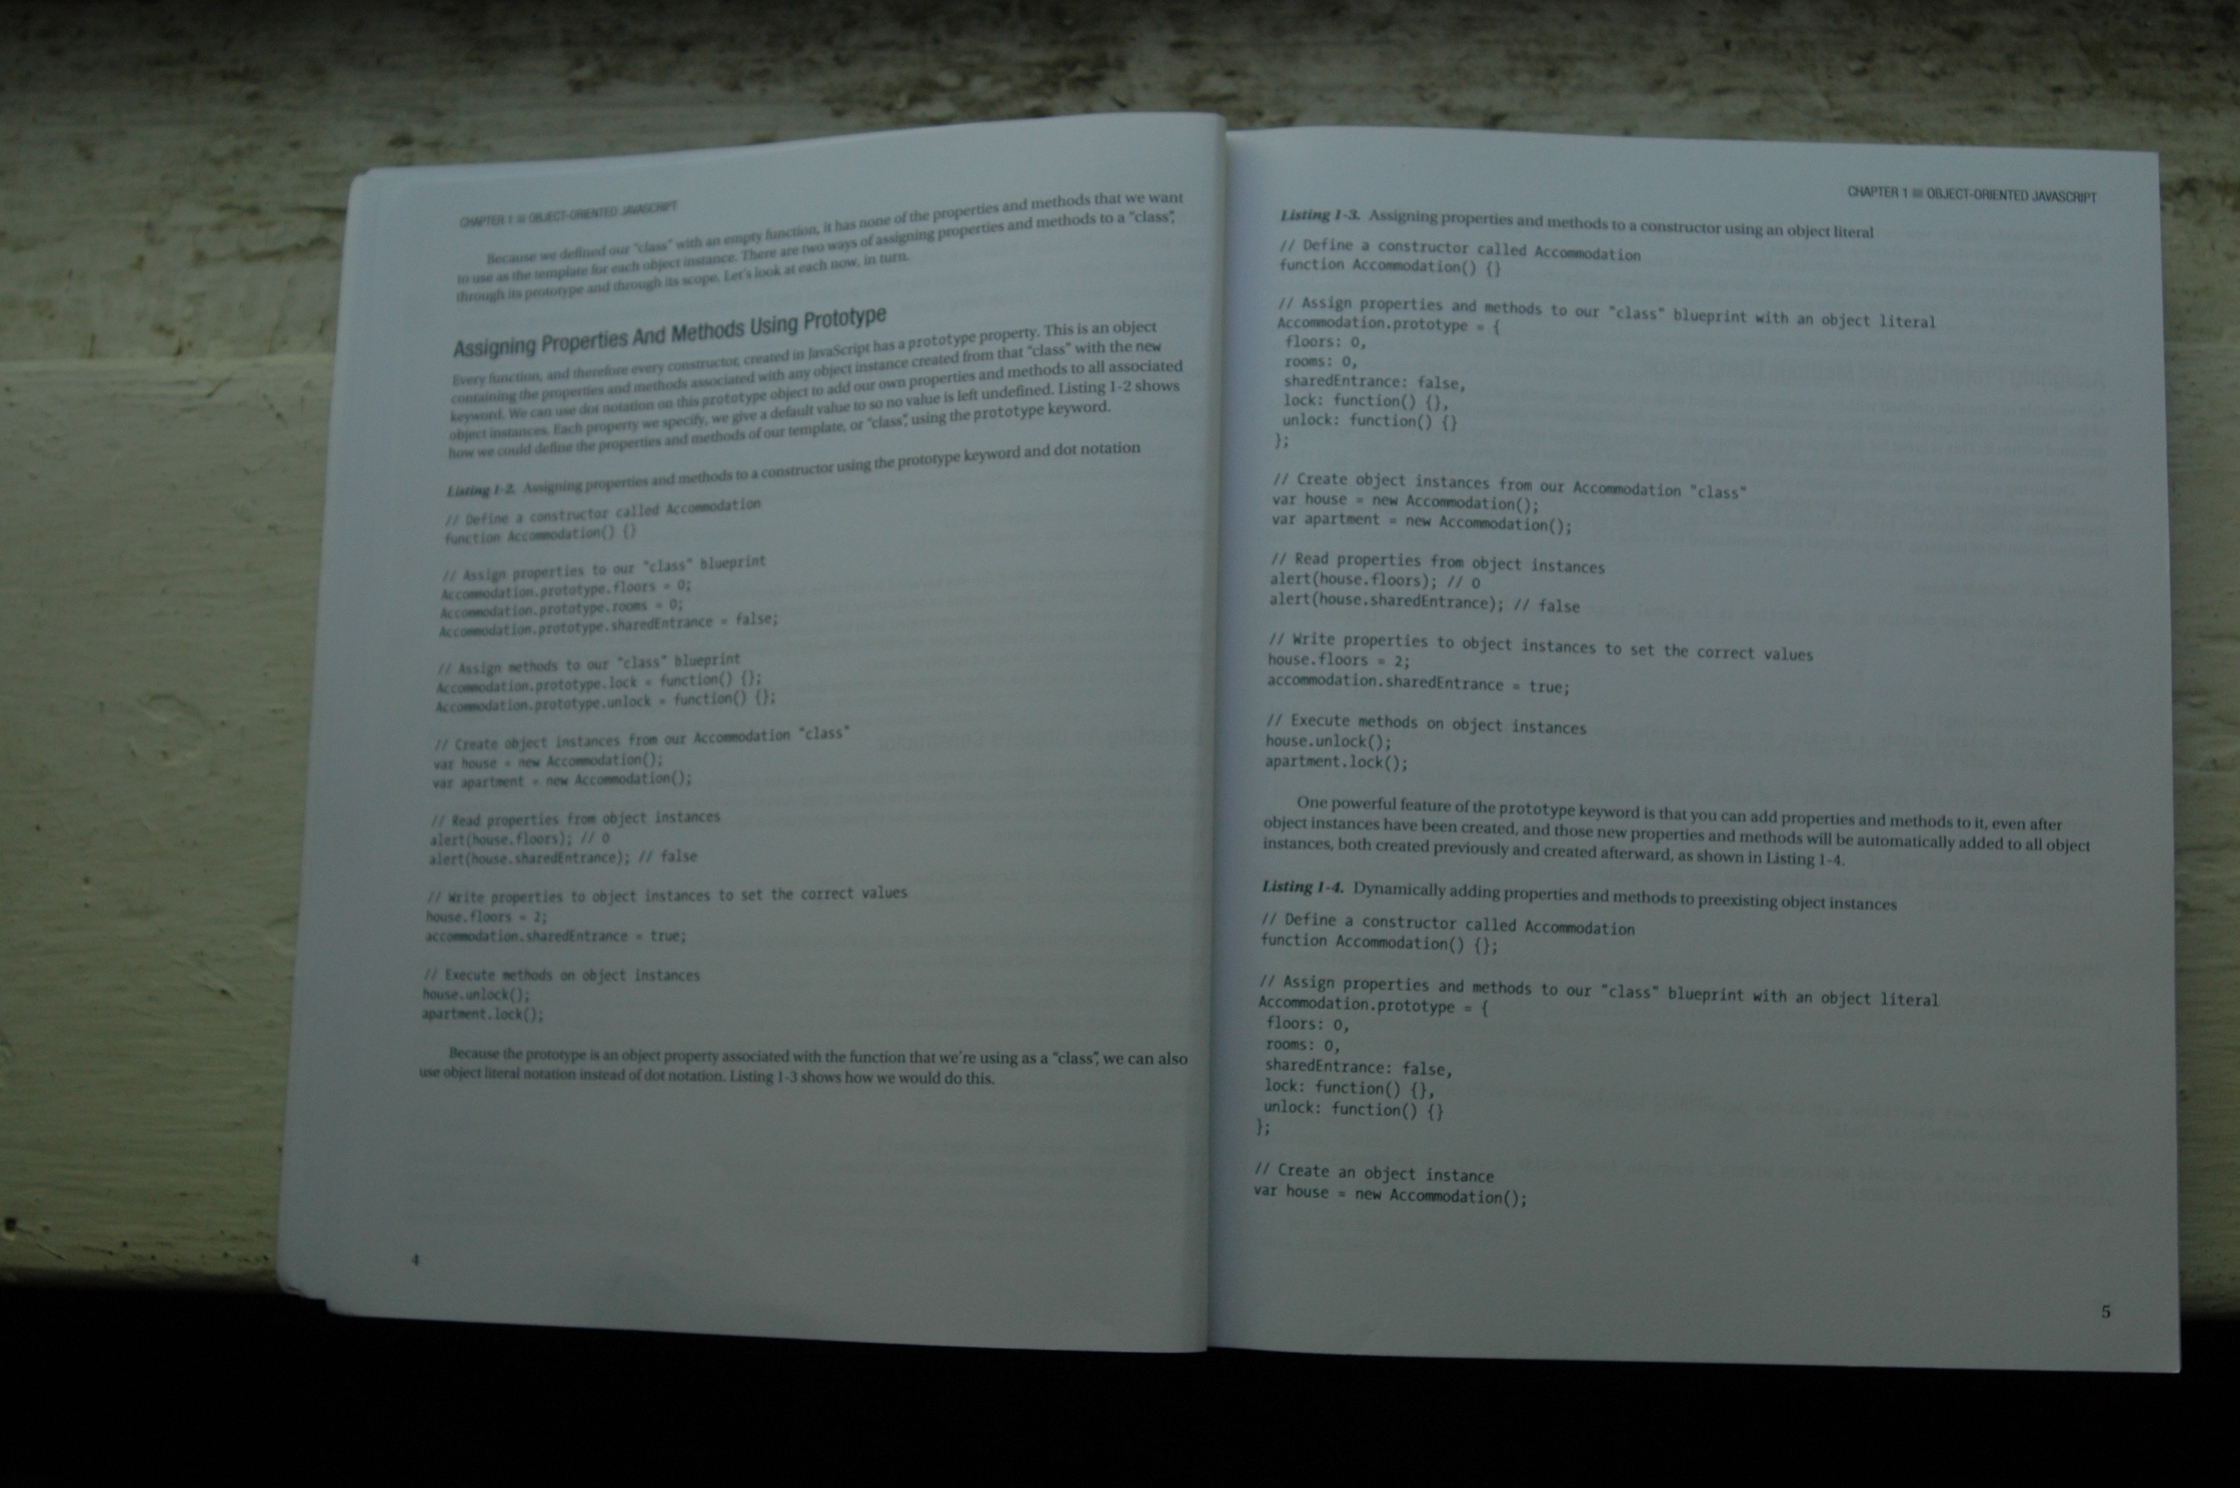 CHAPTER 1 ■ OBJECT-ORIENTED JAVASCRIPT
Because we defined our "class" with an empty function, it has none of the properties and methods that we want
to use as the template for each object instance. There are two ways of assigning properties and methods to a "class",
through its prototype and through its scope. Let's look at each now, in turn.
Assigning Properties And Methods Using Prototype
Every function, and therefore every constructor, created in JavaScript has a prototype property. This is an object
containing the properties and methods associated with any object instance created from that "class" with the new
keyword. We can use dot notation on this prototype object to add our own properties and methods to all associated
object instances. Each property we specify, we give a default value to so no value is left undefined. Listing 1-2 shows
how we could define the properties and methods of our template, or "class", using the prototype keyword.
Listing 1-2. Assigning properties and methods to a constructor using the prototype keyword and dot notation
// Define a constructor called Accommodation
function Accommodation() {}
// Assign properties to our "class" blueprint
Accommodation.prototype.floors = 0;
Accommodation.prototype.rooms = 0;
Accommodation.prototype.sharedEntrance = false;
// Assign methods to our "class" blueprint
Accommodation.prototype.lock = function() {};
Accommodation.prototype.unlock = function() {};
// Create object instances from our Accommodation "class"
var house = new Accommodation();
var apartment = new Accommodation();
// Read properties from object instances
alert(house.floors); // 0
alert(house.sharedEntrance); // false
// Write properties to object instances to set the correct values
house.floors = 2;
accommodation.sharedEntrance = true;
// Execute methods on object instances
house.unlock();
apartment.lock();
Because the prototype is an object property associated with the function that we're using as a "class", we can also
use object literal notation instead of dot notation. Listing 1-3 shows how we would do this.
4
CHAPTER 1 ■ OBJECT-ORIENTED JAVASCRIPT
Listing 1-3. Assigning properties and methods to a constructor using an object literal
// Define a constructor called Accommodation
function Accommodation() {}
// Assign properties and methods to our "class" blueprint with an object literal
Accommodation.prototype = {
floors: 0,
rooms: 0,
sharedEntrance: false,
lock: function() {},
unlock: function() {}
};
// Create object instances from our Accommodation "class"
var house = new Accommodation();
var apartment = new Accommodation();
// Read properties from object instances
alert(house.floors); // 0
alert(house.sharedEntrance); // false
// Write properties to object instances to set the correct values
house.floors = 2;
accommodation.sharedEntrance = true;
// Execute methods on object instances
house.unlock();
apartment.lock();
One powerful feature of the prototype keyword is that you can add properties and methods to it, even after
object instances have been created, and those new properties and methods will be automatically added to all object
instances, both created previously and created afterward, as shown in Listing 1-4.
Listing 1-4. Dynamically adding properties and methods to preexisting object instances
// Define a constructor called Accommodation
function Accommodation() {};
// Assign properties and methods to our "class" blueprint with an object literal
Accommodation.prototype = {
floors: 0,
rooms: 0,
sharedEntrance: false,
lock: function() {},
unlock: function() {}
};
// Create an object instance
var house = new Accommodation();
5